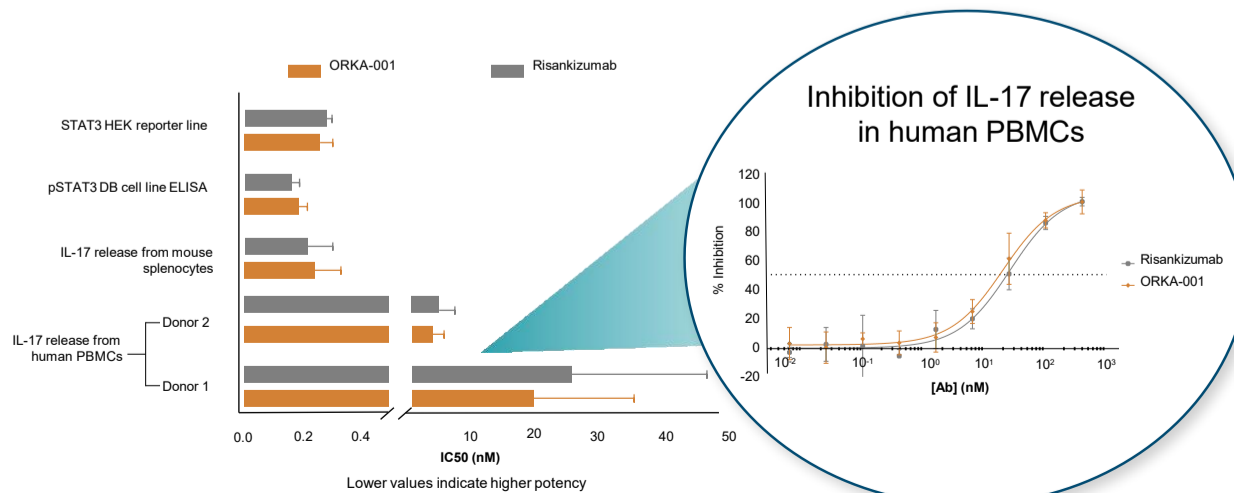 ORKA-001
Risankizumab
STAT3 HEK reporter line
pSTAT3 DB cell line ELISA
IL-17 release from mouse
splenocytes
IL-17 release from
human PBMCs
Donor 2
Donor 1
0.0 0.2 0.4 10 20 30 40 50
IC50 (nM)
Lower values indicate higher potency
Inhibition of IL-17 release
in human PBMCs
% Inhibition
120
100
80
60
40
20
0
-20
10⁻² 10⁻¹ 10⁰ 10¹ 10² 10³
[Ab] (nM)
Risankizumab
ORKA-001